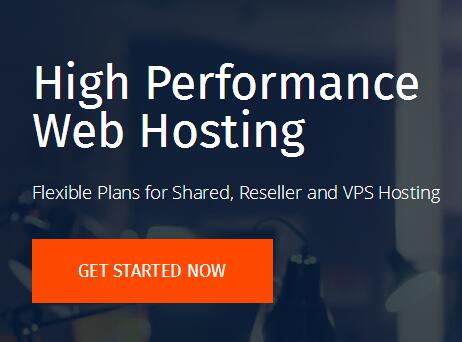 High Performance
Web Hosting
Flexible Plans for Shared, Reseller and VPS Hosting
GET STARTED NOW